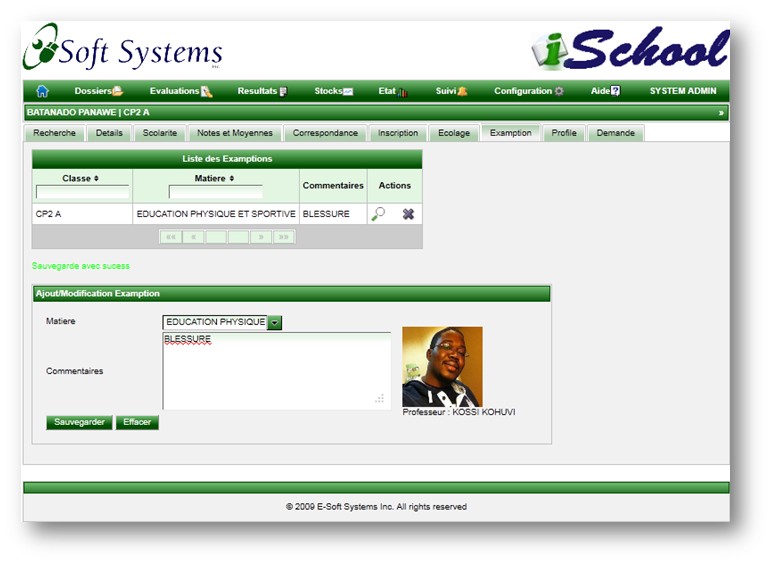 Soft Systems Inc.
iSchool
Dossiers Evaluations Resultats Stocks Etat Suivi Configuration Aide SYSTEM ADMIN
BATANADO PANAWE | CP2 A »
Recherche Details Scolarite Notes et Moyennes Correspondance Inscription Ecolage Examption Profile Demande
Liste des Examptions
Classe Matiere Commentaires Actions
CP2 A EDUCATION PHYSIQUE ET SPORTIVE BLESSURE
«« « » »»
Sauvegarde avec sucess
Ajout/Modification Examption
Matiere EDUCATION PHYSIQUE
BLESSURE
Commentaires
Professeur : KOSSI KOHUVI
Sauvegarder Effacer
© 2009 E-Soft Systems Inc. All rights reserved